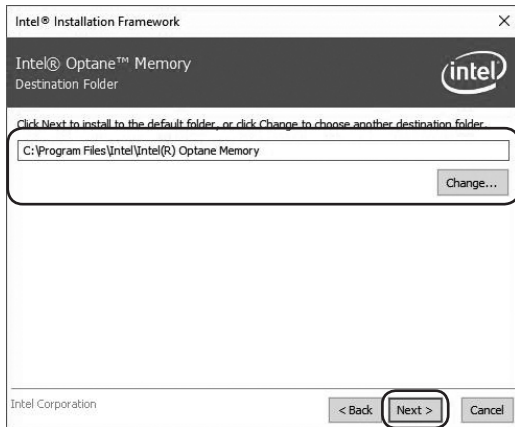 Intel® Installation Framework
Intel® Optane™ Memory
Destination Folder
intel
Click Next to install to the default folder, or click Change to choose another destination folder.
C:\Program Files\Intel\Intel(R) Optane Memory
Change...
Intel Corporation
< Back
Next >
Cancel